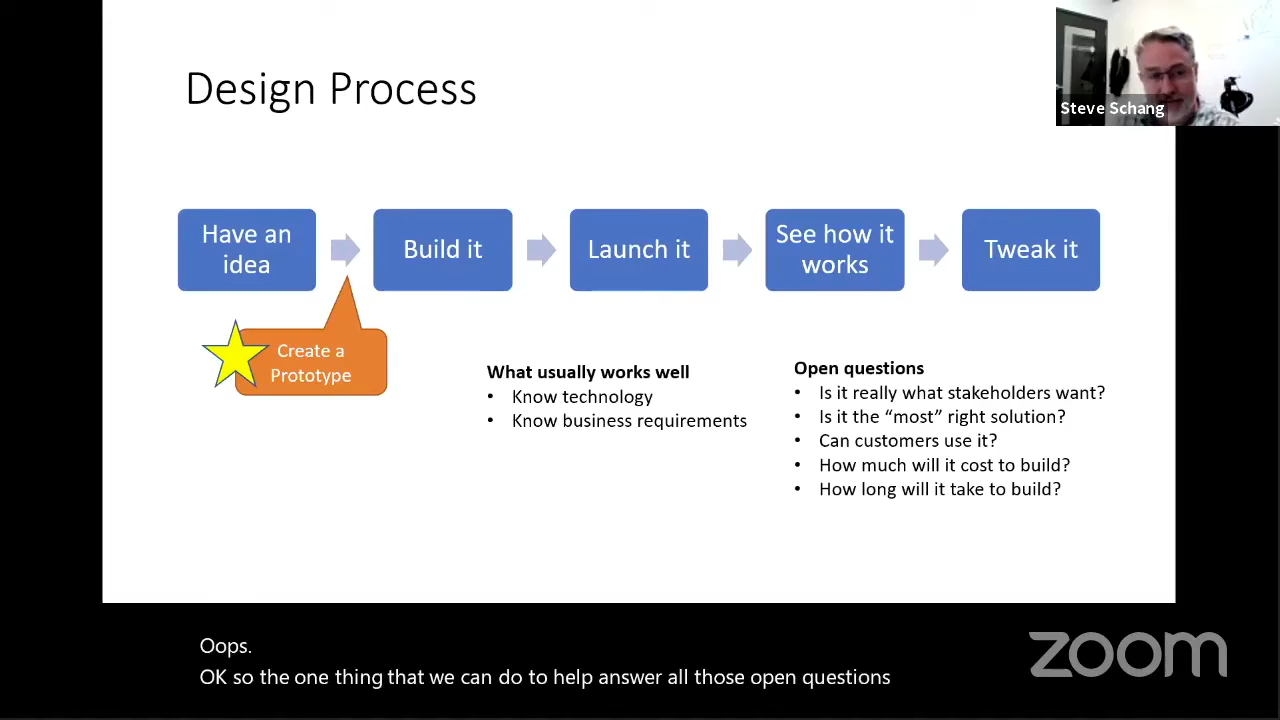 Design Process
Steve Schang
Have an
idea
Build it
Launch it
See how it
works
Tweak it
Create a
Prototype
What usually works well
• Know technology
• Know business requirements
Open questions
• Is it really what stakeholders want?
• Is it the “most” right solution?
• Can customers use it?
• How much will it cost to build?
• How long will it take to build?
Oops.
OK so the one thing that we can do to help answer all those open questions
zoom